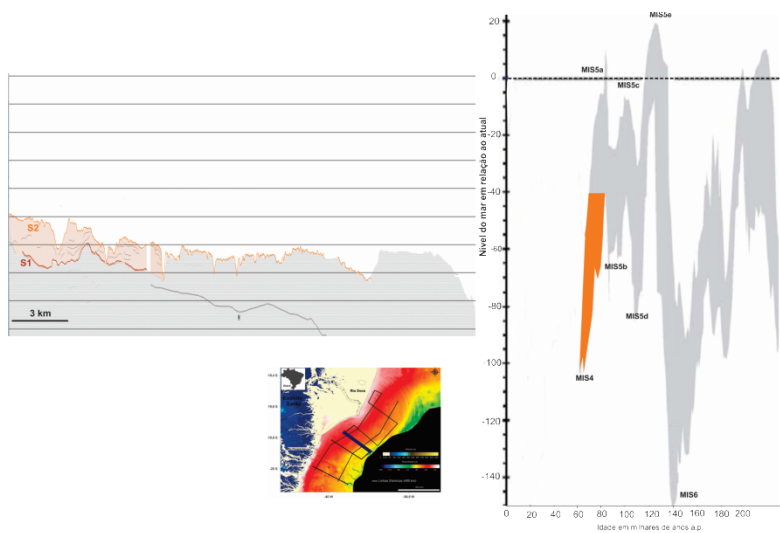 S2
S1
3 km
Rio Doce
MIS5e
MIS5a
MIS5c
MIS5b
MIS5d
MIS4
MIS6
Nível do mar em relação ao atual
20
0
-20
-40
-60
-80
-100
-120
-140
0 20 40 60 80 100 120 140 160 180 200
Idade em milhares de anos a.p.